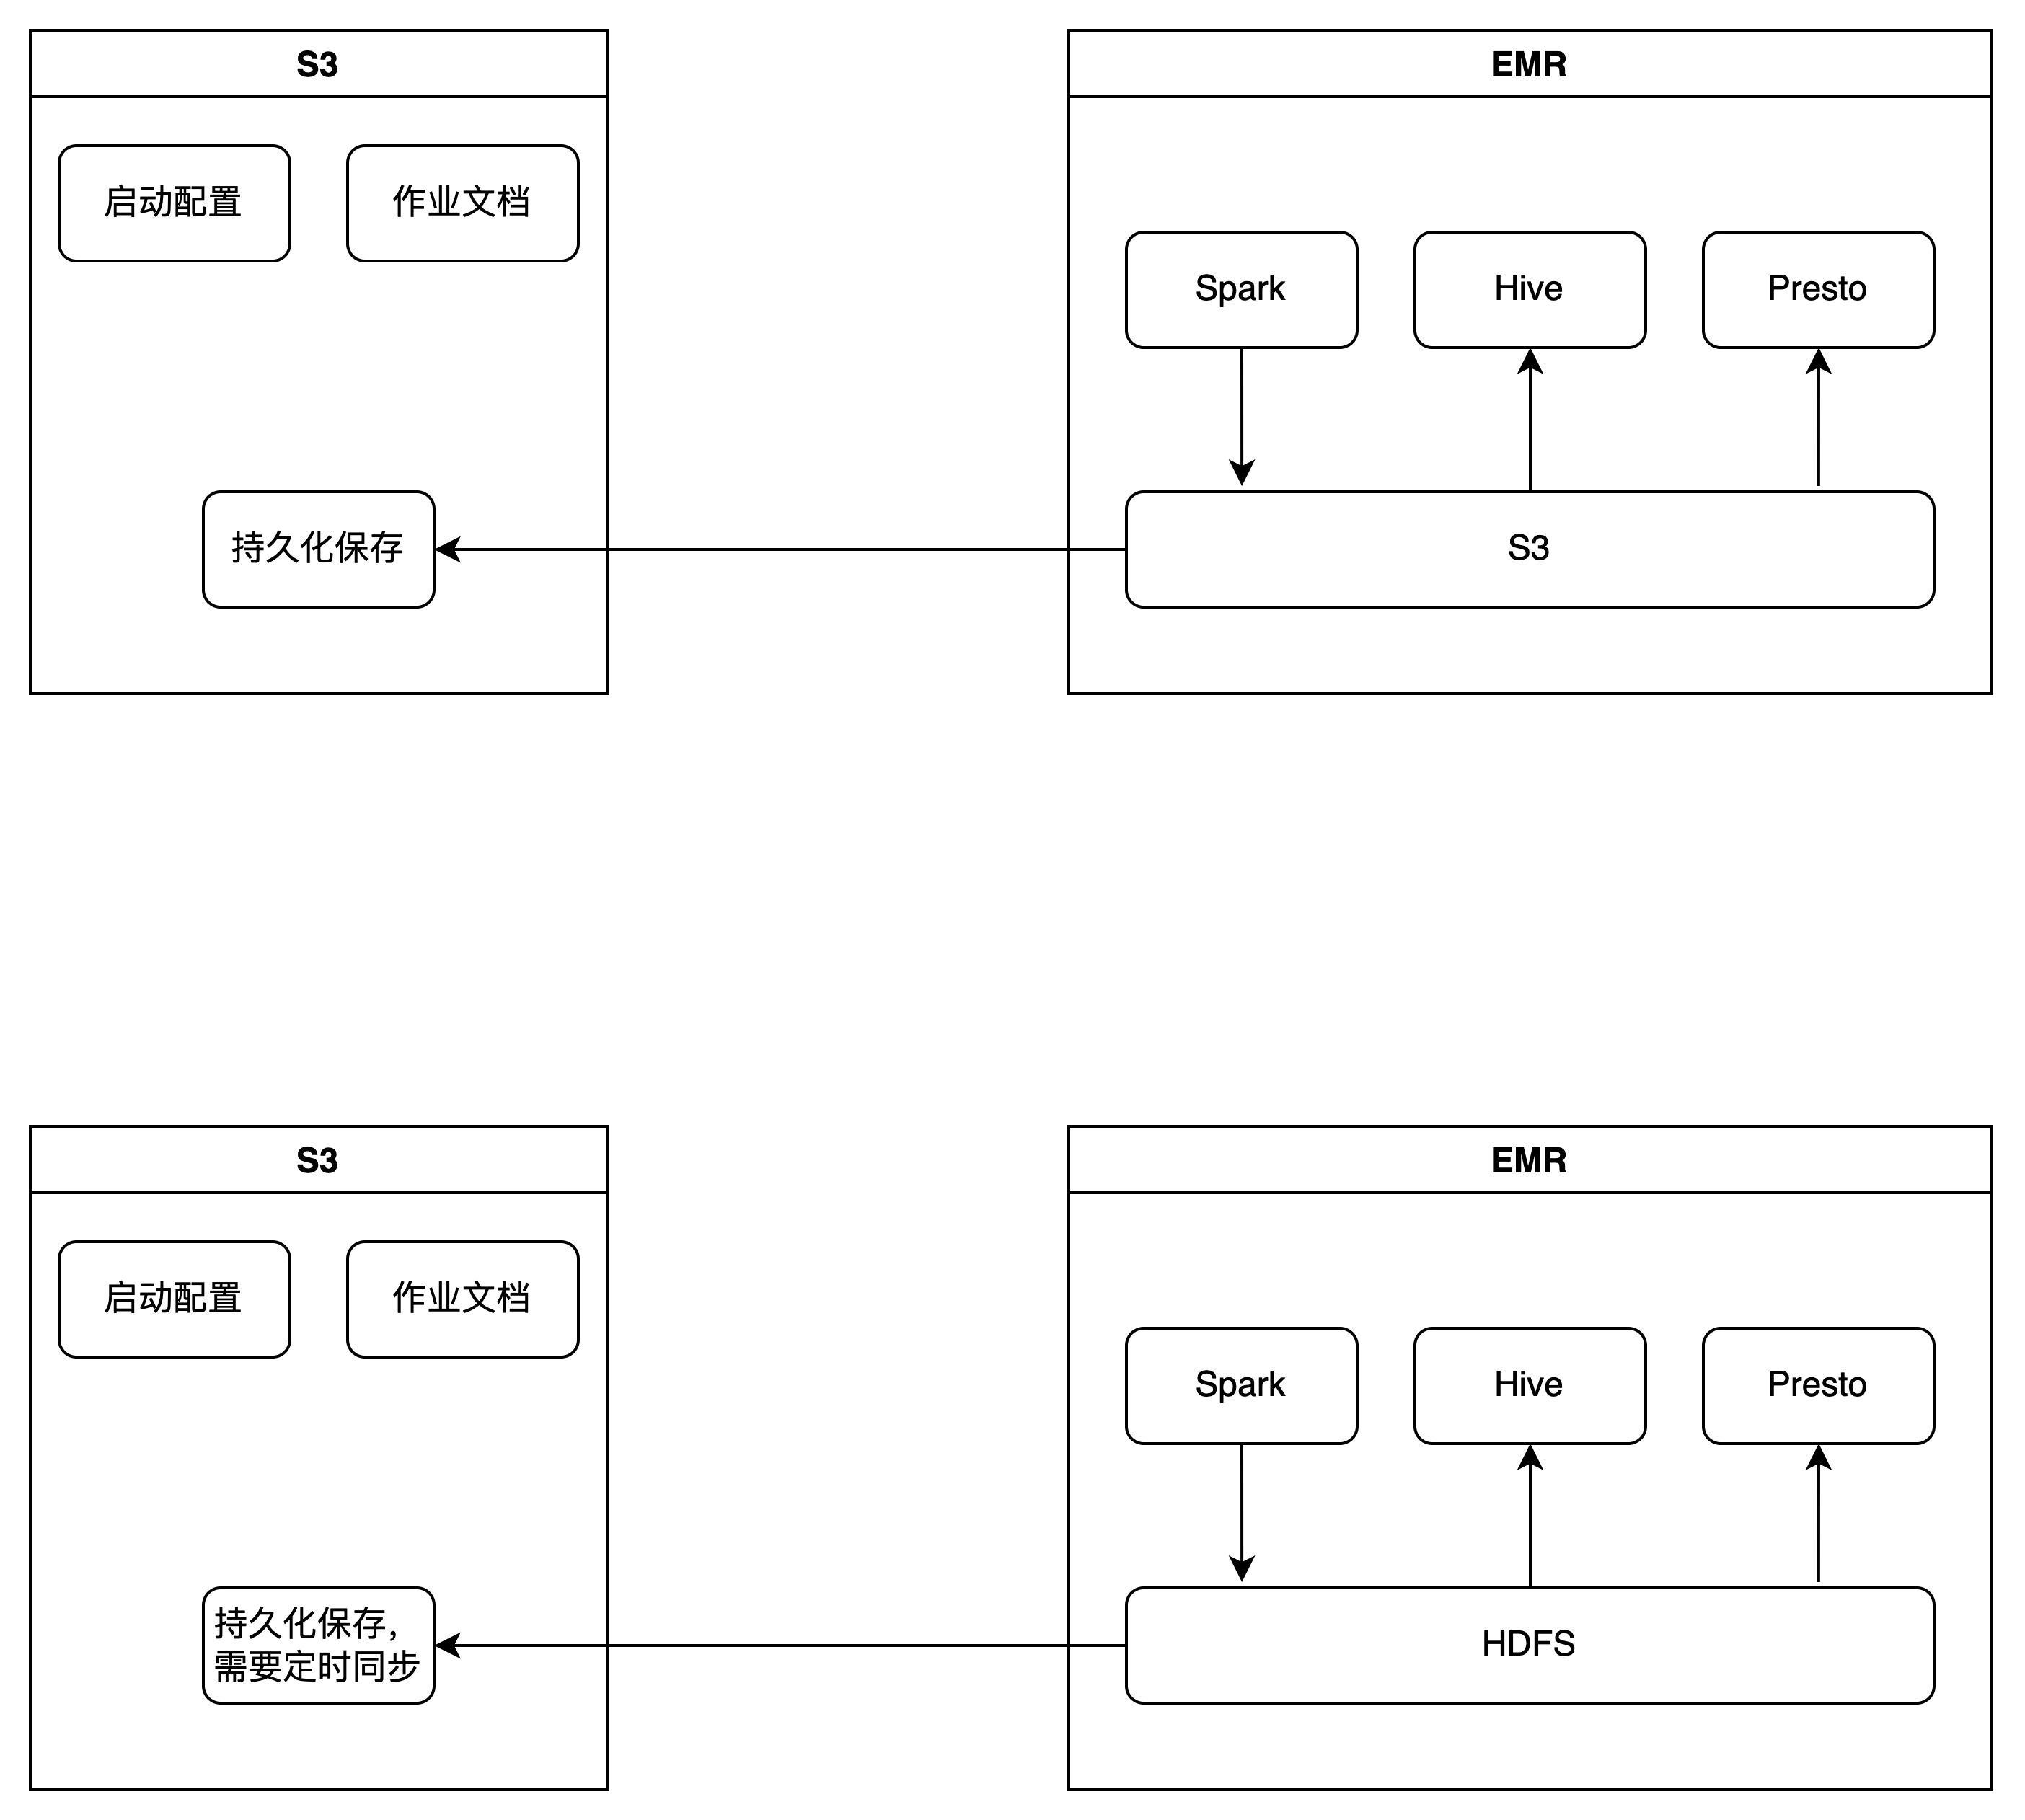 S3
启动配置
作业文档
持久化保存
EMR
Spark
Hive
Presto
S3
S3
启动配置
作业文档
持久化保存，
需要定时同步
EMR
Spark
Hive
Presto
HDFS